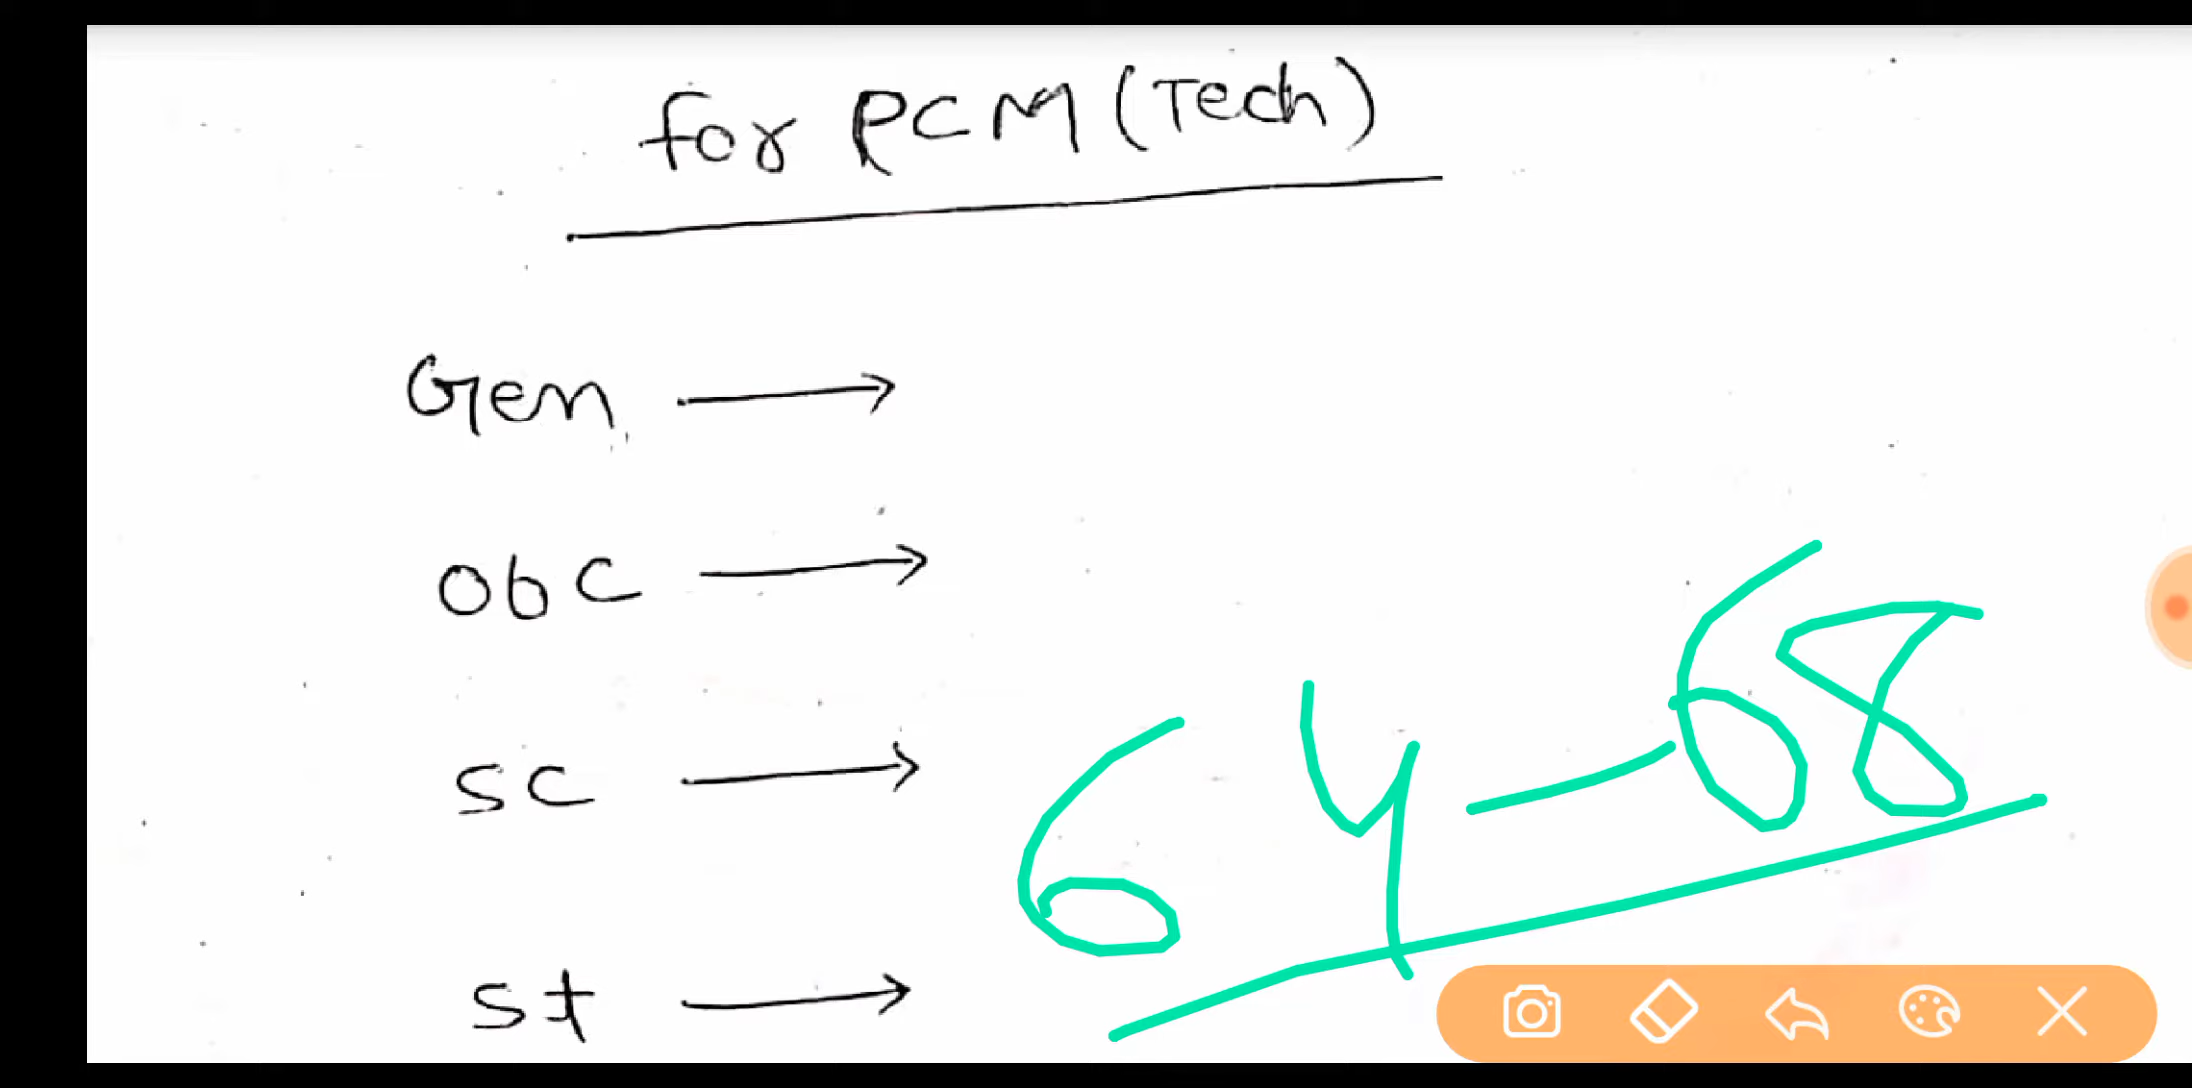 for PCM (Tech)
Gen →
obc →
sc →
st →
64-68